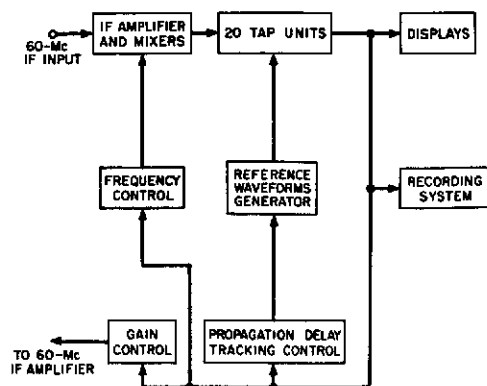 60-Mc
IF INPUT
IF AMPLIFIER
AND MIXERS
20 TAP UNITS
DISPLAYS
FREQUENCY
CONTROL
REFERENCE
WAVEFORMS
GENERATOR
RECORDING
SYSTEM
TO 60-Mc
IF AMPLIFIER
GAIN
CONTROL
PROPAGATION DELAY
TRACKING CONTROL